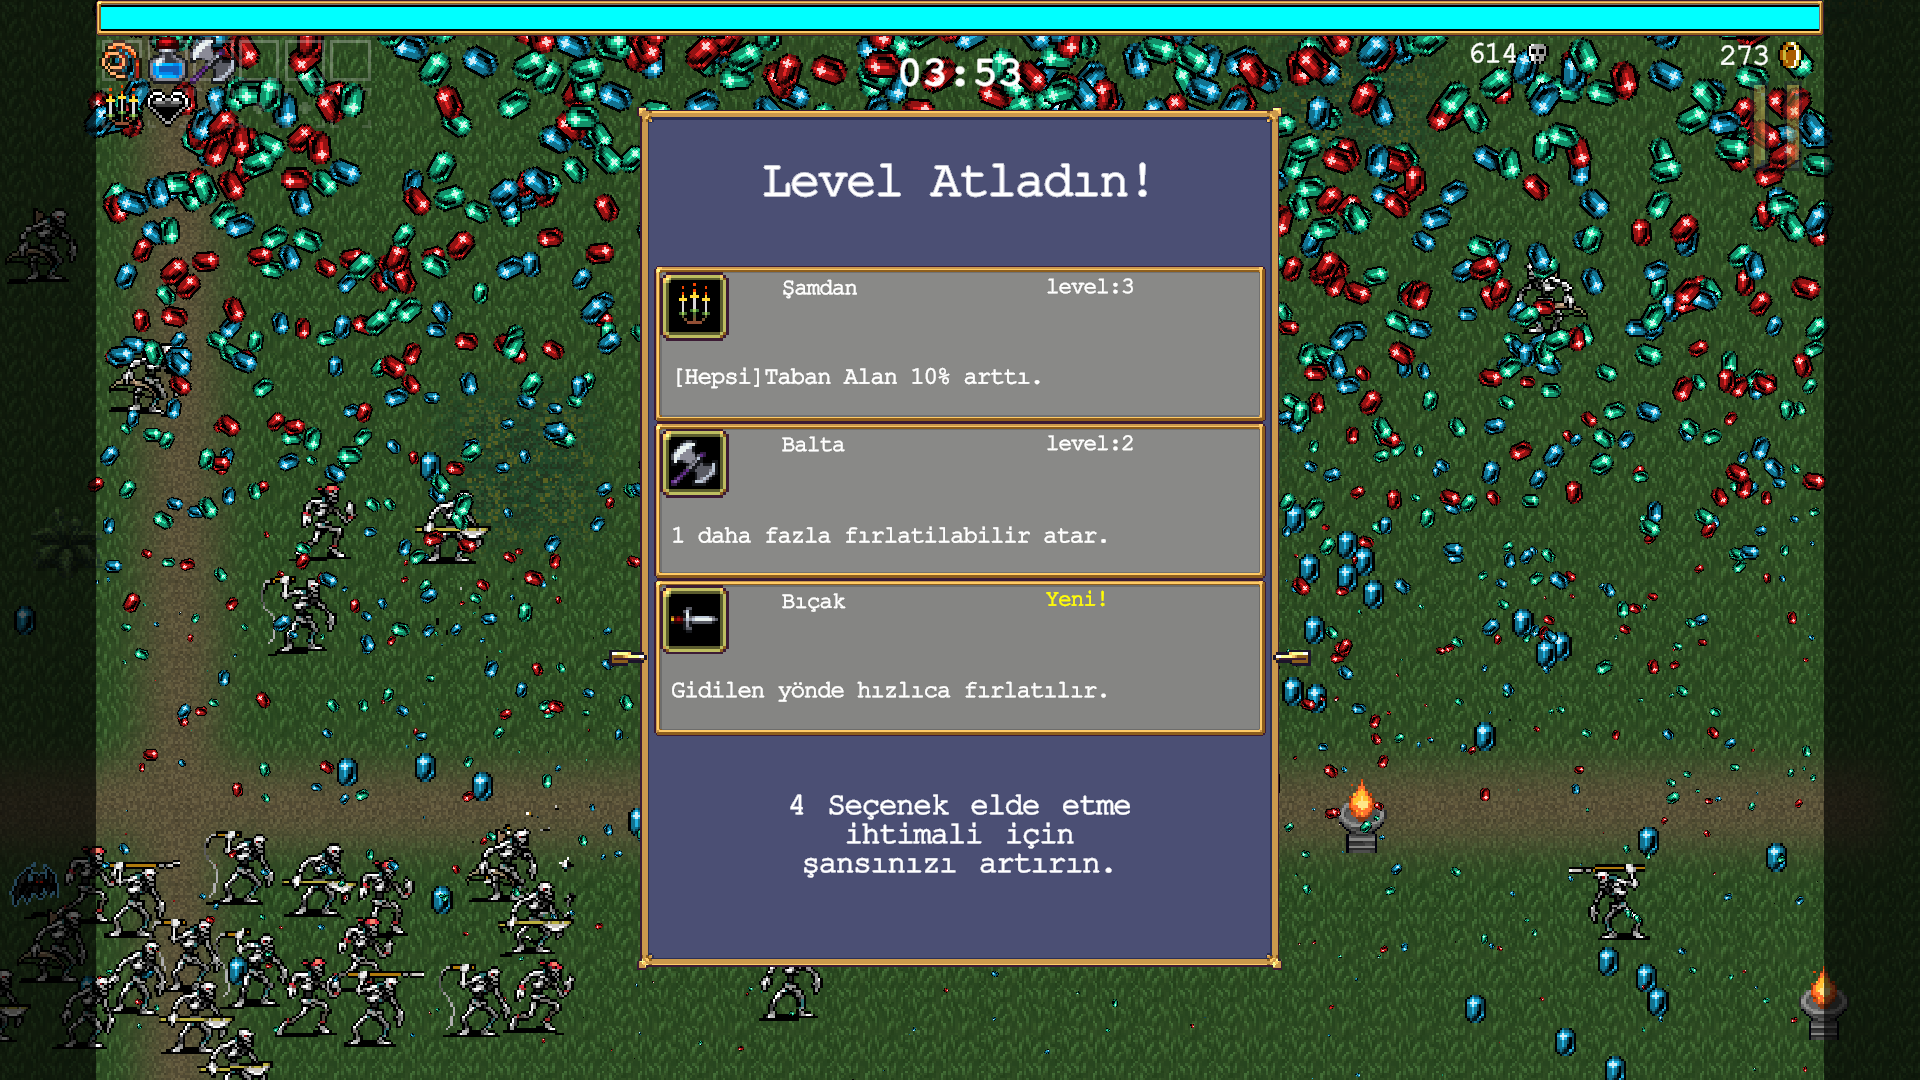 614
273
03:53
Level Atladın!
Şamdan level:3
[Hepsi]Taban Alan 10% arttı.
Balta level:2
1 daha fazla fırlatilabilir atar.
Bıçak Yeni!
Gidilen yönde hızlıca fırlatılır.
4 Seçenek elde etme
ihtimali için
şansınızı artırın.